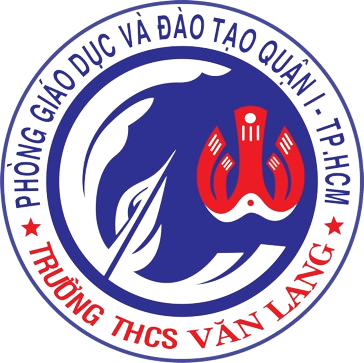 PHÒNG GIÁO DỤC VÀ ĐÀO TẠO QUẬN I - TP.HCM
TRƯỜNG THCS VĂN LANG